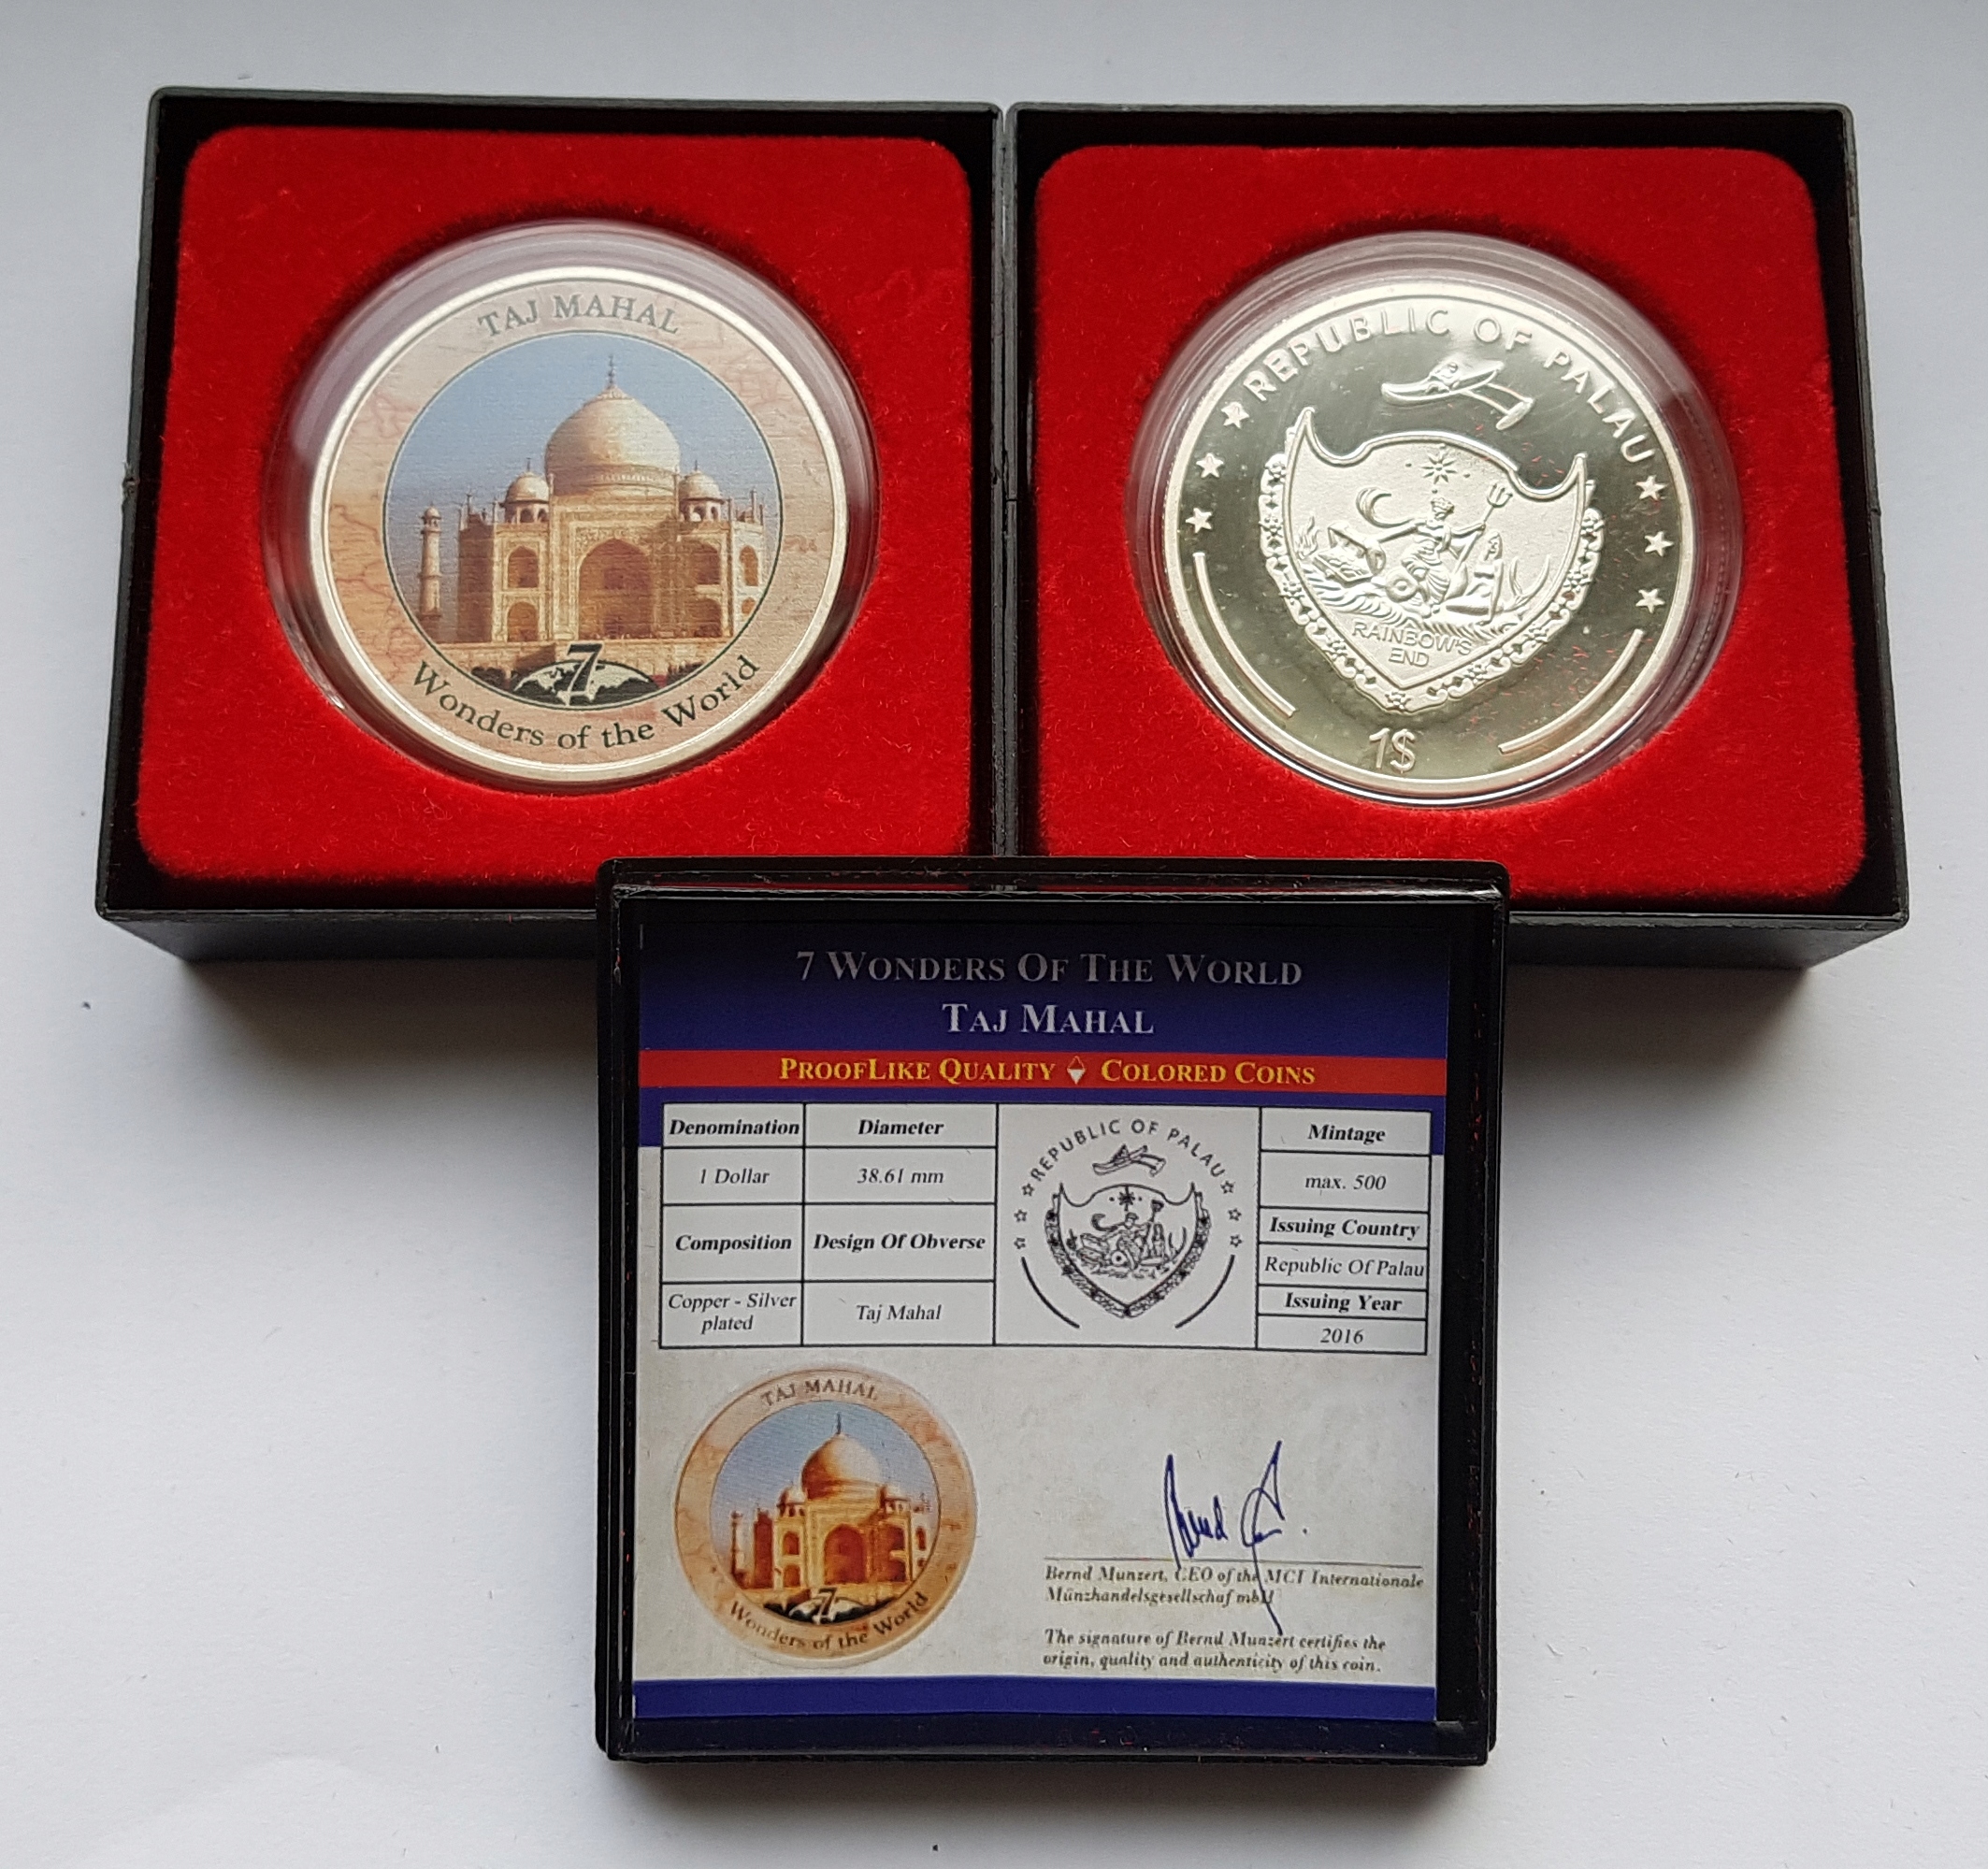 TAJ MAHAL
7
Wonders of the World
REPUBLIC OF PALAU
RAINBOW'S
END
1$
7 WONDERS OF THE WORLD
TAJ MAHAL
PROOFLIKE QUALITY COLORED COINS
Denomination
1 Dollar
Composition
Copper - Silver
plated
Diameter
38.61 mm
Design Of Obverse
Taj Mahal
REPUBLIC OF PALAU
Mintage
max. 500
Issuing Country
Republic Of Palau
Issuing Year
2016
TAJ MAHAL
7
Wonders of the World
Bernd Munzert, CEO of the MCI Internationale
Münzhandelsgesellschaf mbH
The signature of Bernd Munzert certifies the
origin, quality and authenticity of this coin.